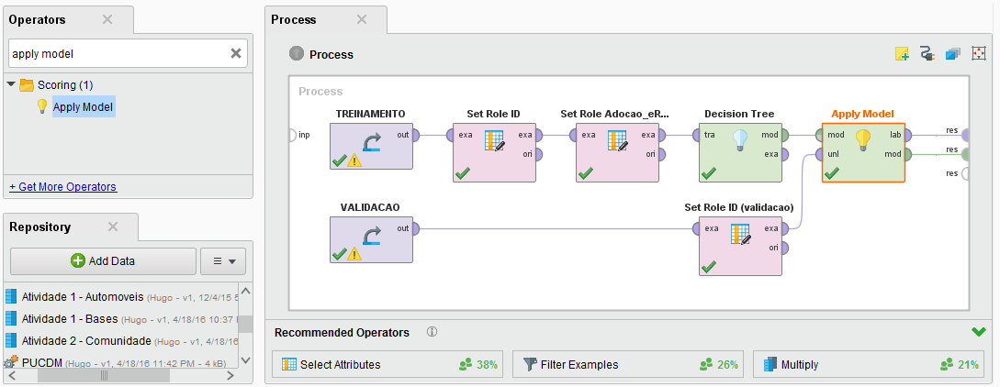 Operators
apply model
Scoring (1)
Apply Model
+ Get More Operators
Repository
Add Data
Atividade 1 - Automoveis (Hugo - v1, 12/4/15 5
Atividade 1 - Bases (Hugo - v1, 4/18/16 10:37
Atividade 2 - Comunidade (Hugo - v1, 4/18/16
PUCDM (Hugo - v1, 4/18/16 11:42 PM - 4 kB)
Process
Process
Process
inp
TREINAMENTO
out
Set Role ID
exa exa
ori
Set Role Adocao_eR...
exa exa
ori
Decision Tree
tra mod
exa
Apply Model
mod lab
unl mod
res
res
res
VALIDACAO
out
Set Role ID (validacao)
exa exa
ori
Recommended Operators
Select Attributes 38%
Filter Examples 26%
Multiply 21%